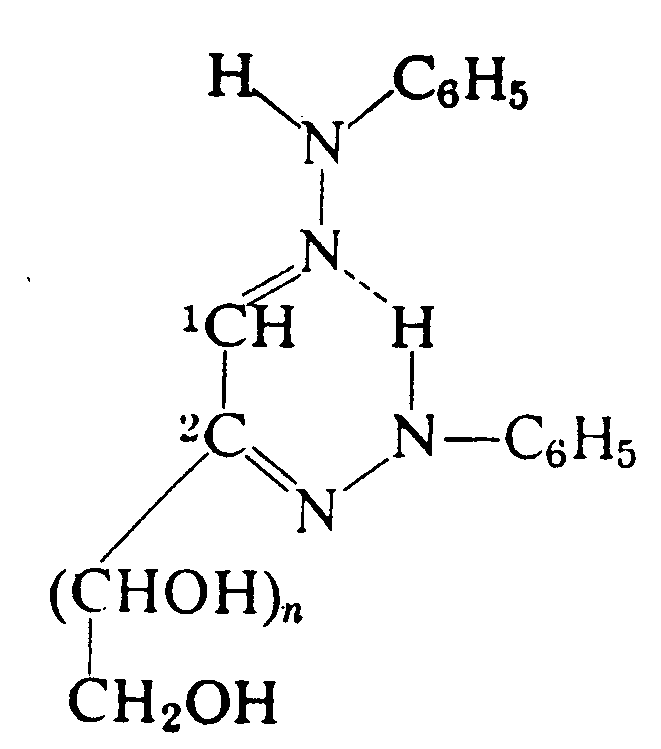 H C₆H₅
N
N
¹CH H
²C N C₆H₅
N
(CHOH)ₙ
CH₂OH